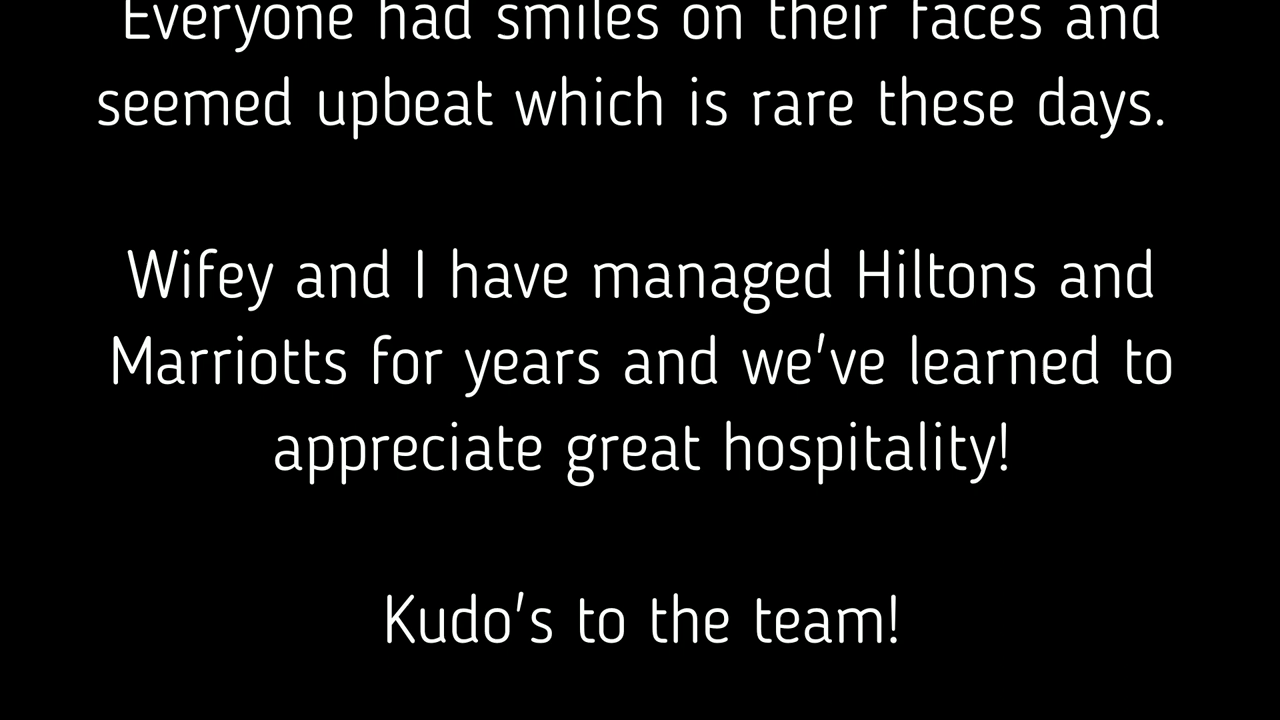 Everyone had smiles on their faces and
seemed upbeat which is rare these days.
Wifey and I have managed Hiltons and
Marriotts for years and we've learned to
appreciate great hospitality!
Kudo's to the team!